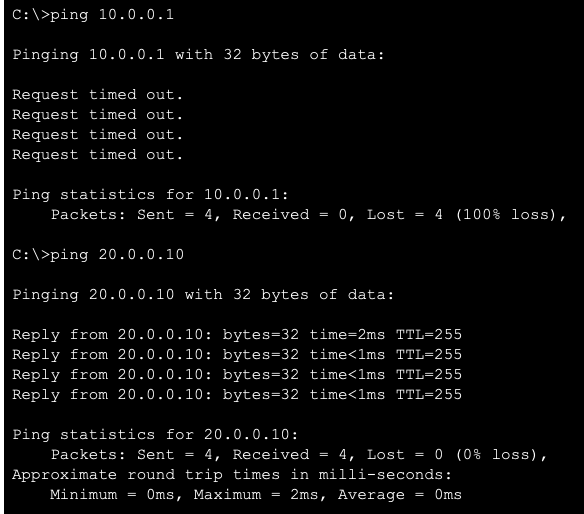 C:\>ping 10.0.0.1
Pinging 10.0.0.1 with 32 bytes of data:
Request timed out.
Request timed out.
Request timed out.
Request timed out.
Ping statistics for 10.0.0.1:
    Packets: Sent = 4, Received = 0, Lost = 4 (100% loss),
C:\>ping 20.0.0.10
Pinging 20.0.0.10 with 32 bytes of data:
Reply from 20.0.0.10: bytes=32 time=2ms TTL=255
Reply from 20.0.0.10: bytes=32 time<1ms TTL=255
Reply from 20.0.0.10: bytes=32 time<1ms TTL=255
Reply from 20.0.0.10: bytes=32 time<1ms TTL=255
Ping statistics for 20.0.0.10:
    Packets: Sent = 4, Received = 4, Lost = 0 (0% loss),
Approximate round trip times in milli-seconds:
    Minimum = 0ms, Maximum = 2ms, Average = 0ms